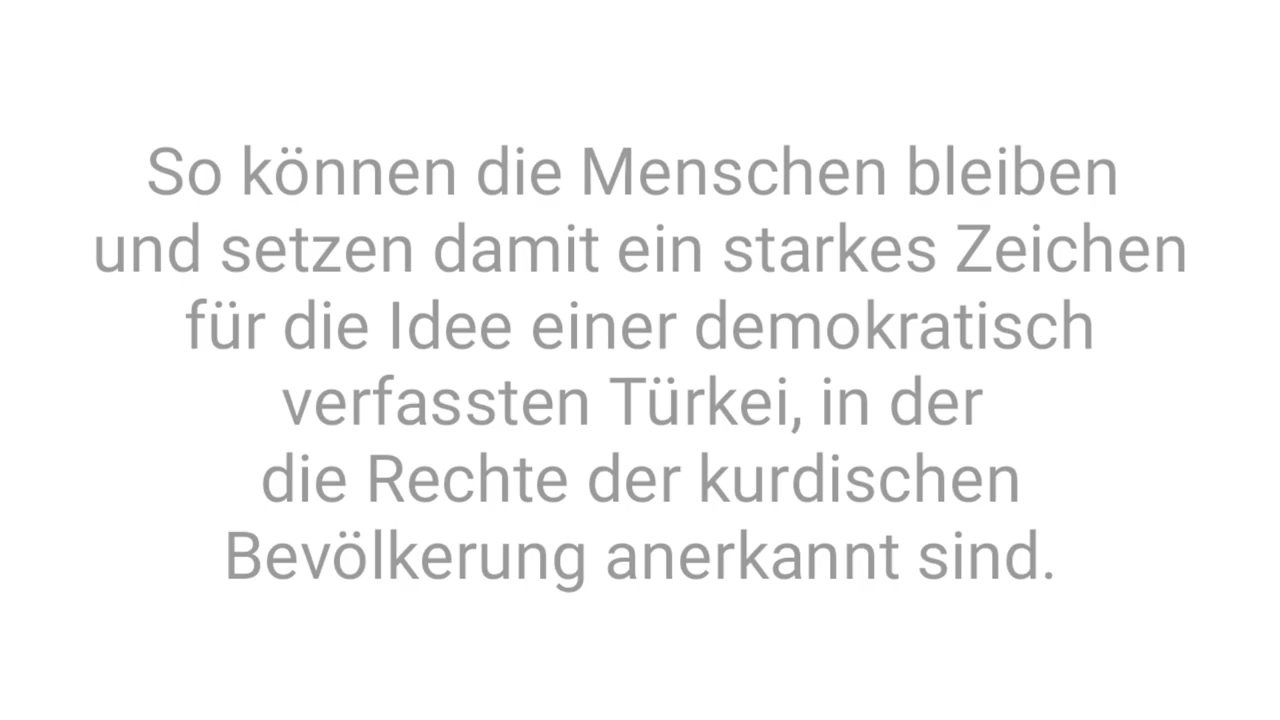 So können die Menschen bleiben
und setzen damit ein starkes Zeichen
für die Idee einer demokratisch
verfassten Türkei, in der
die Rechte der kurdischen
Bevölkerung anerkannt sind.